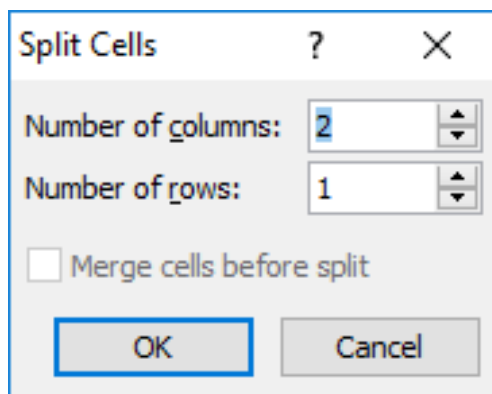 Split Cells ?
Number of columns: 2
Number of rows: 1
Merge cells before split
OK Cancel